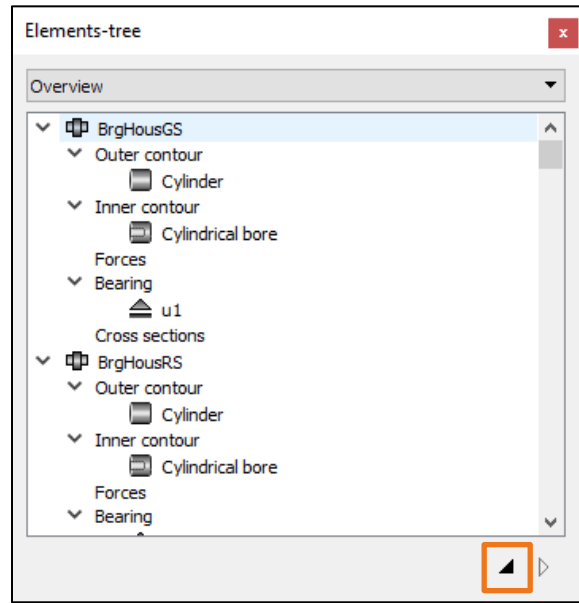 Elements-tree
x
Overview
BrgHousGS
Outer contour
Cylinder
Inner contour
Cylindrical bore
Forces
Bearing
u1
Cross sections
BrgHousRS
Outer contour
Cylinder
Inner contour
Cylindrical bore
Forces
Bearing